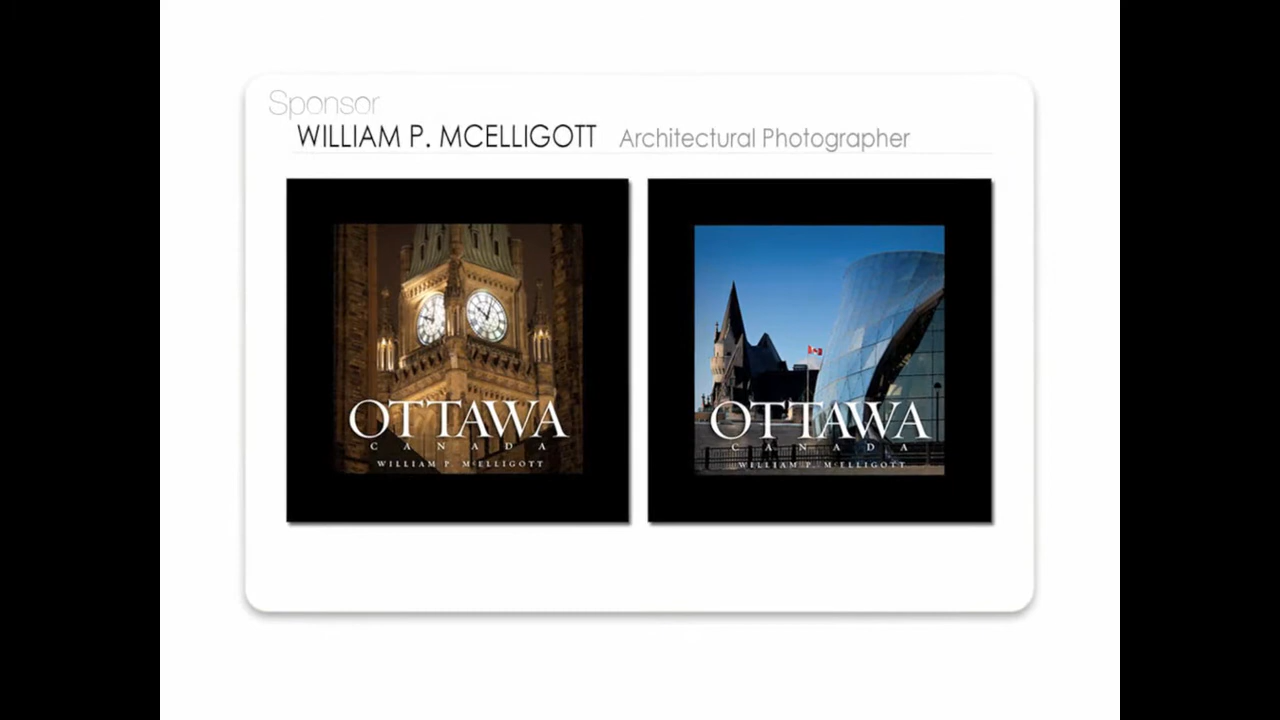 Sponsor
WILLIAM P. MCELLIGOTT Architectural Photographer
OTTAWA
CANADA
WILLIAM P. McELLIGOTT
OTTAWA
CANADA
WILLIAM P. McELLIGOTT